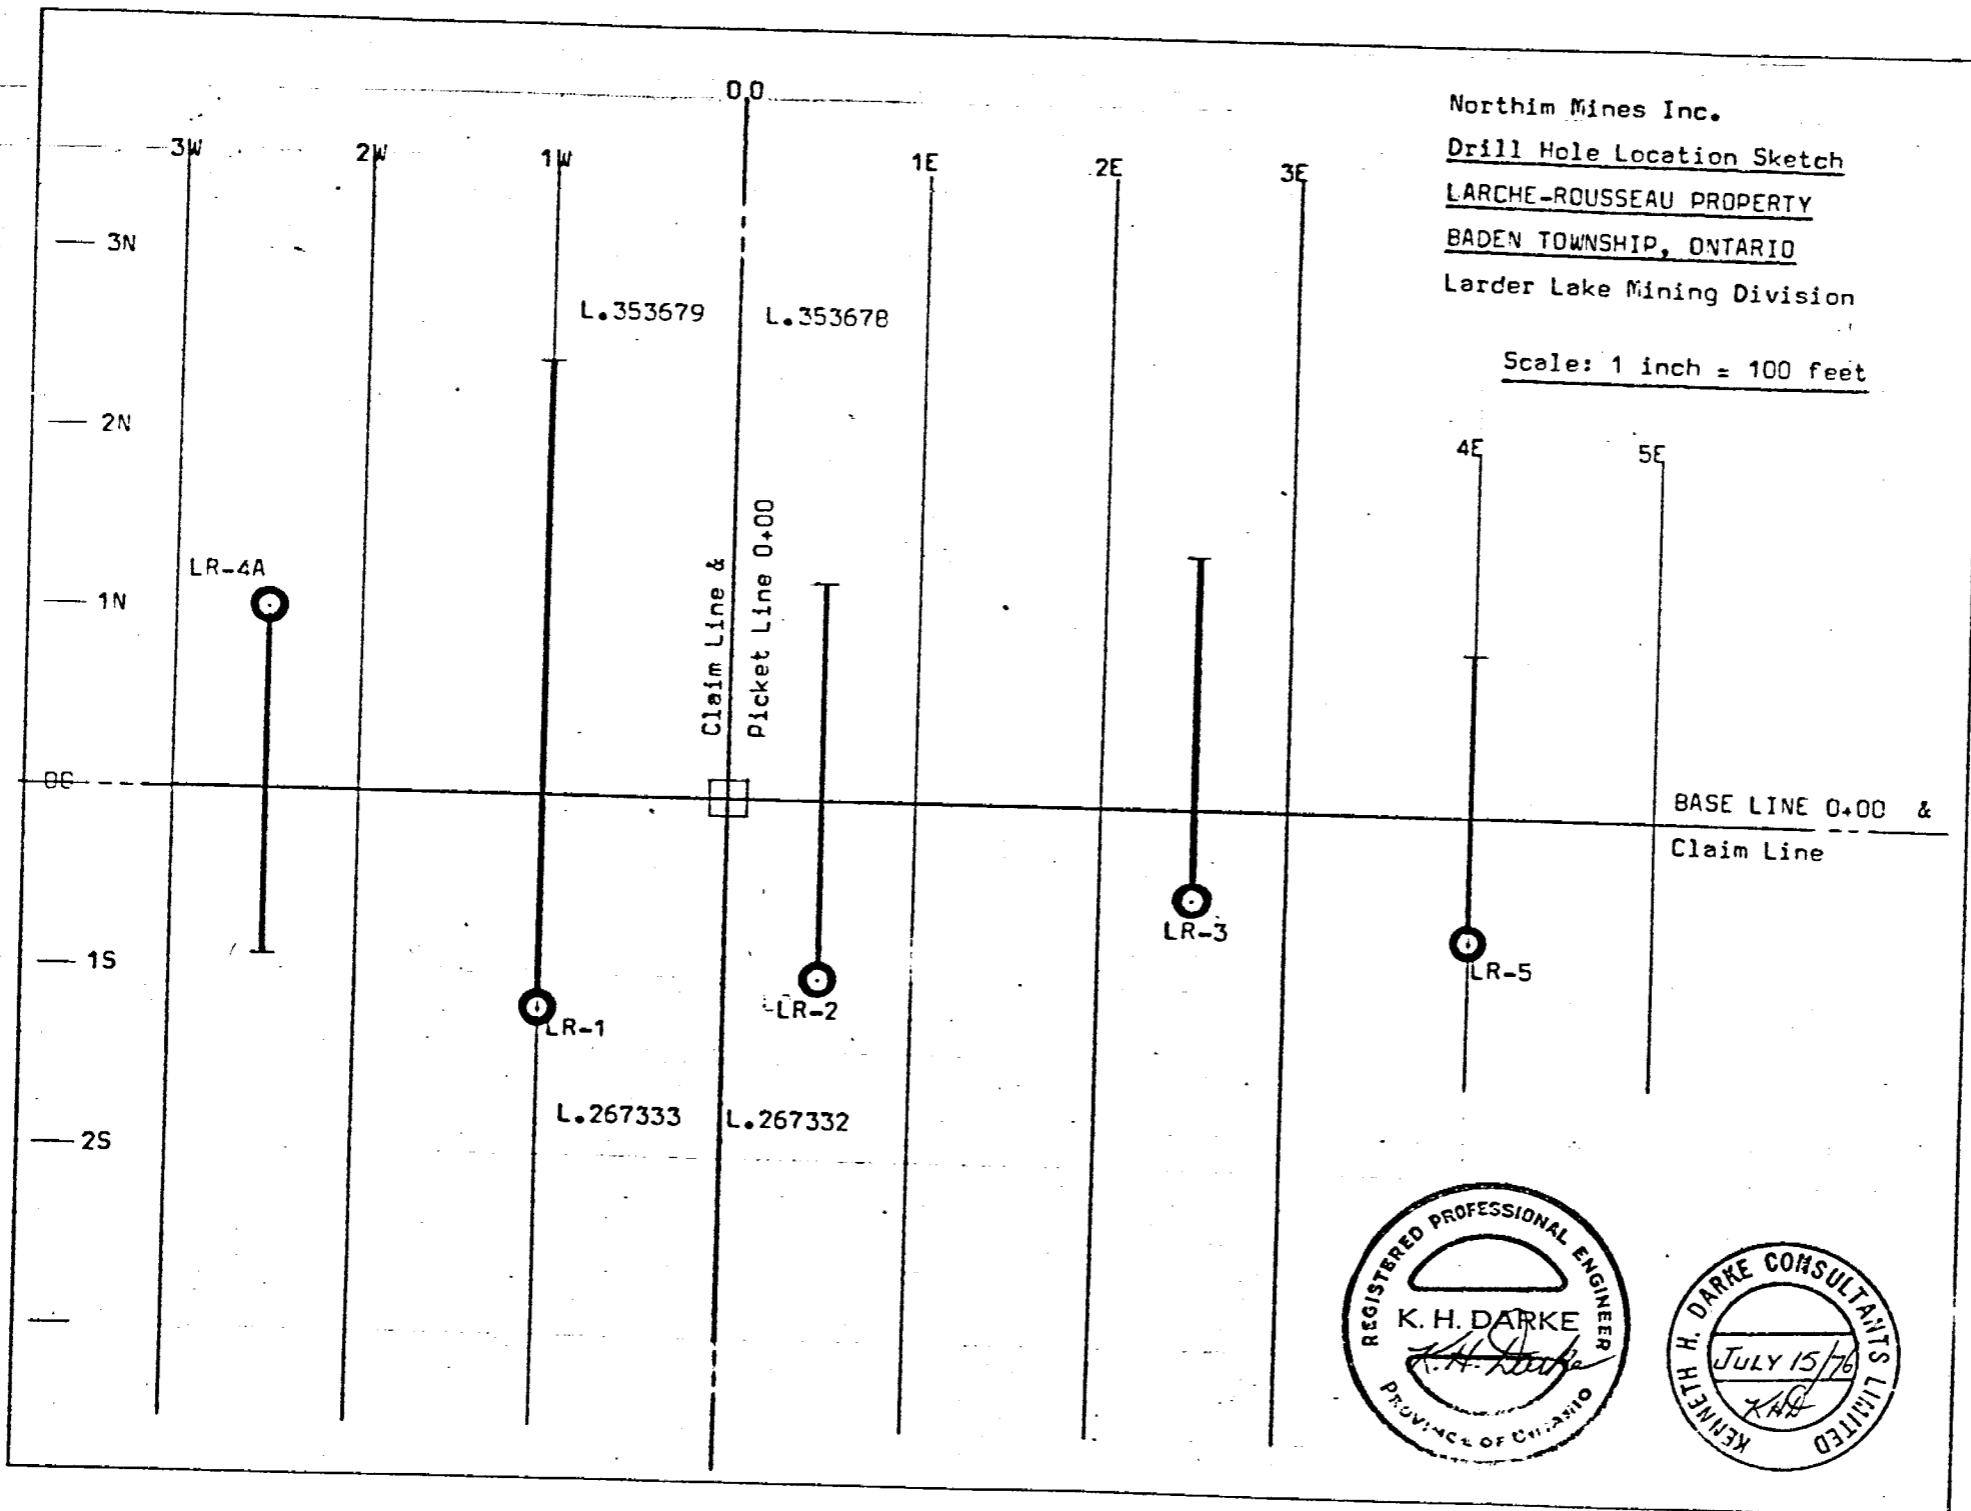 00
3W
2W
1W
1E
2E
3E
Northim Mines Inc.
Drill Hole Location Sketch
LARCHE-ROUSSEAU PROPERTY
BADEN TOWNSHIP, ONTARIO
Larder Lake Mining Division
Scale: 1 inch = 100 feet
3N
L.353679
L.353678
2N
4E
5E
Claim Line &
Picket Line 0+00
LR-4A
1N
BASE LINE 0+00 &
Claim Line
LR-3
1S
LR-5
LR-2
LR-1
L.267333
L.267332
2S
REGISTERED PROFESSIONAL ENGINEER
K. H. DARKE
K. H. Darke
PROVINCE OF ONTARIO
KENNETH H. DARKE CONSULTANTS LIMITED
JULY 15/76
KHD